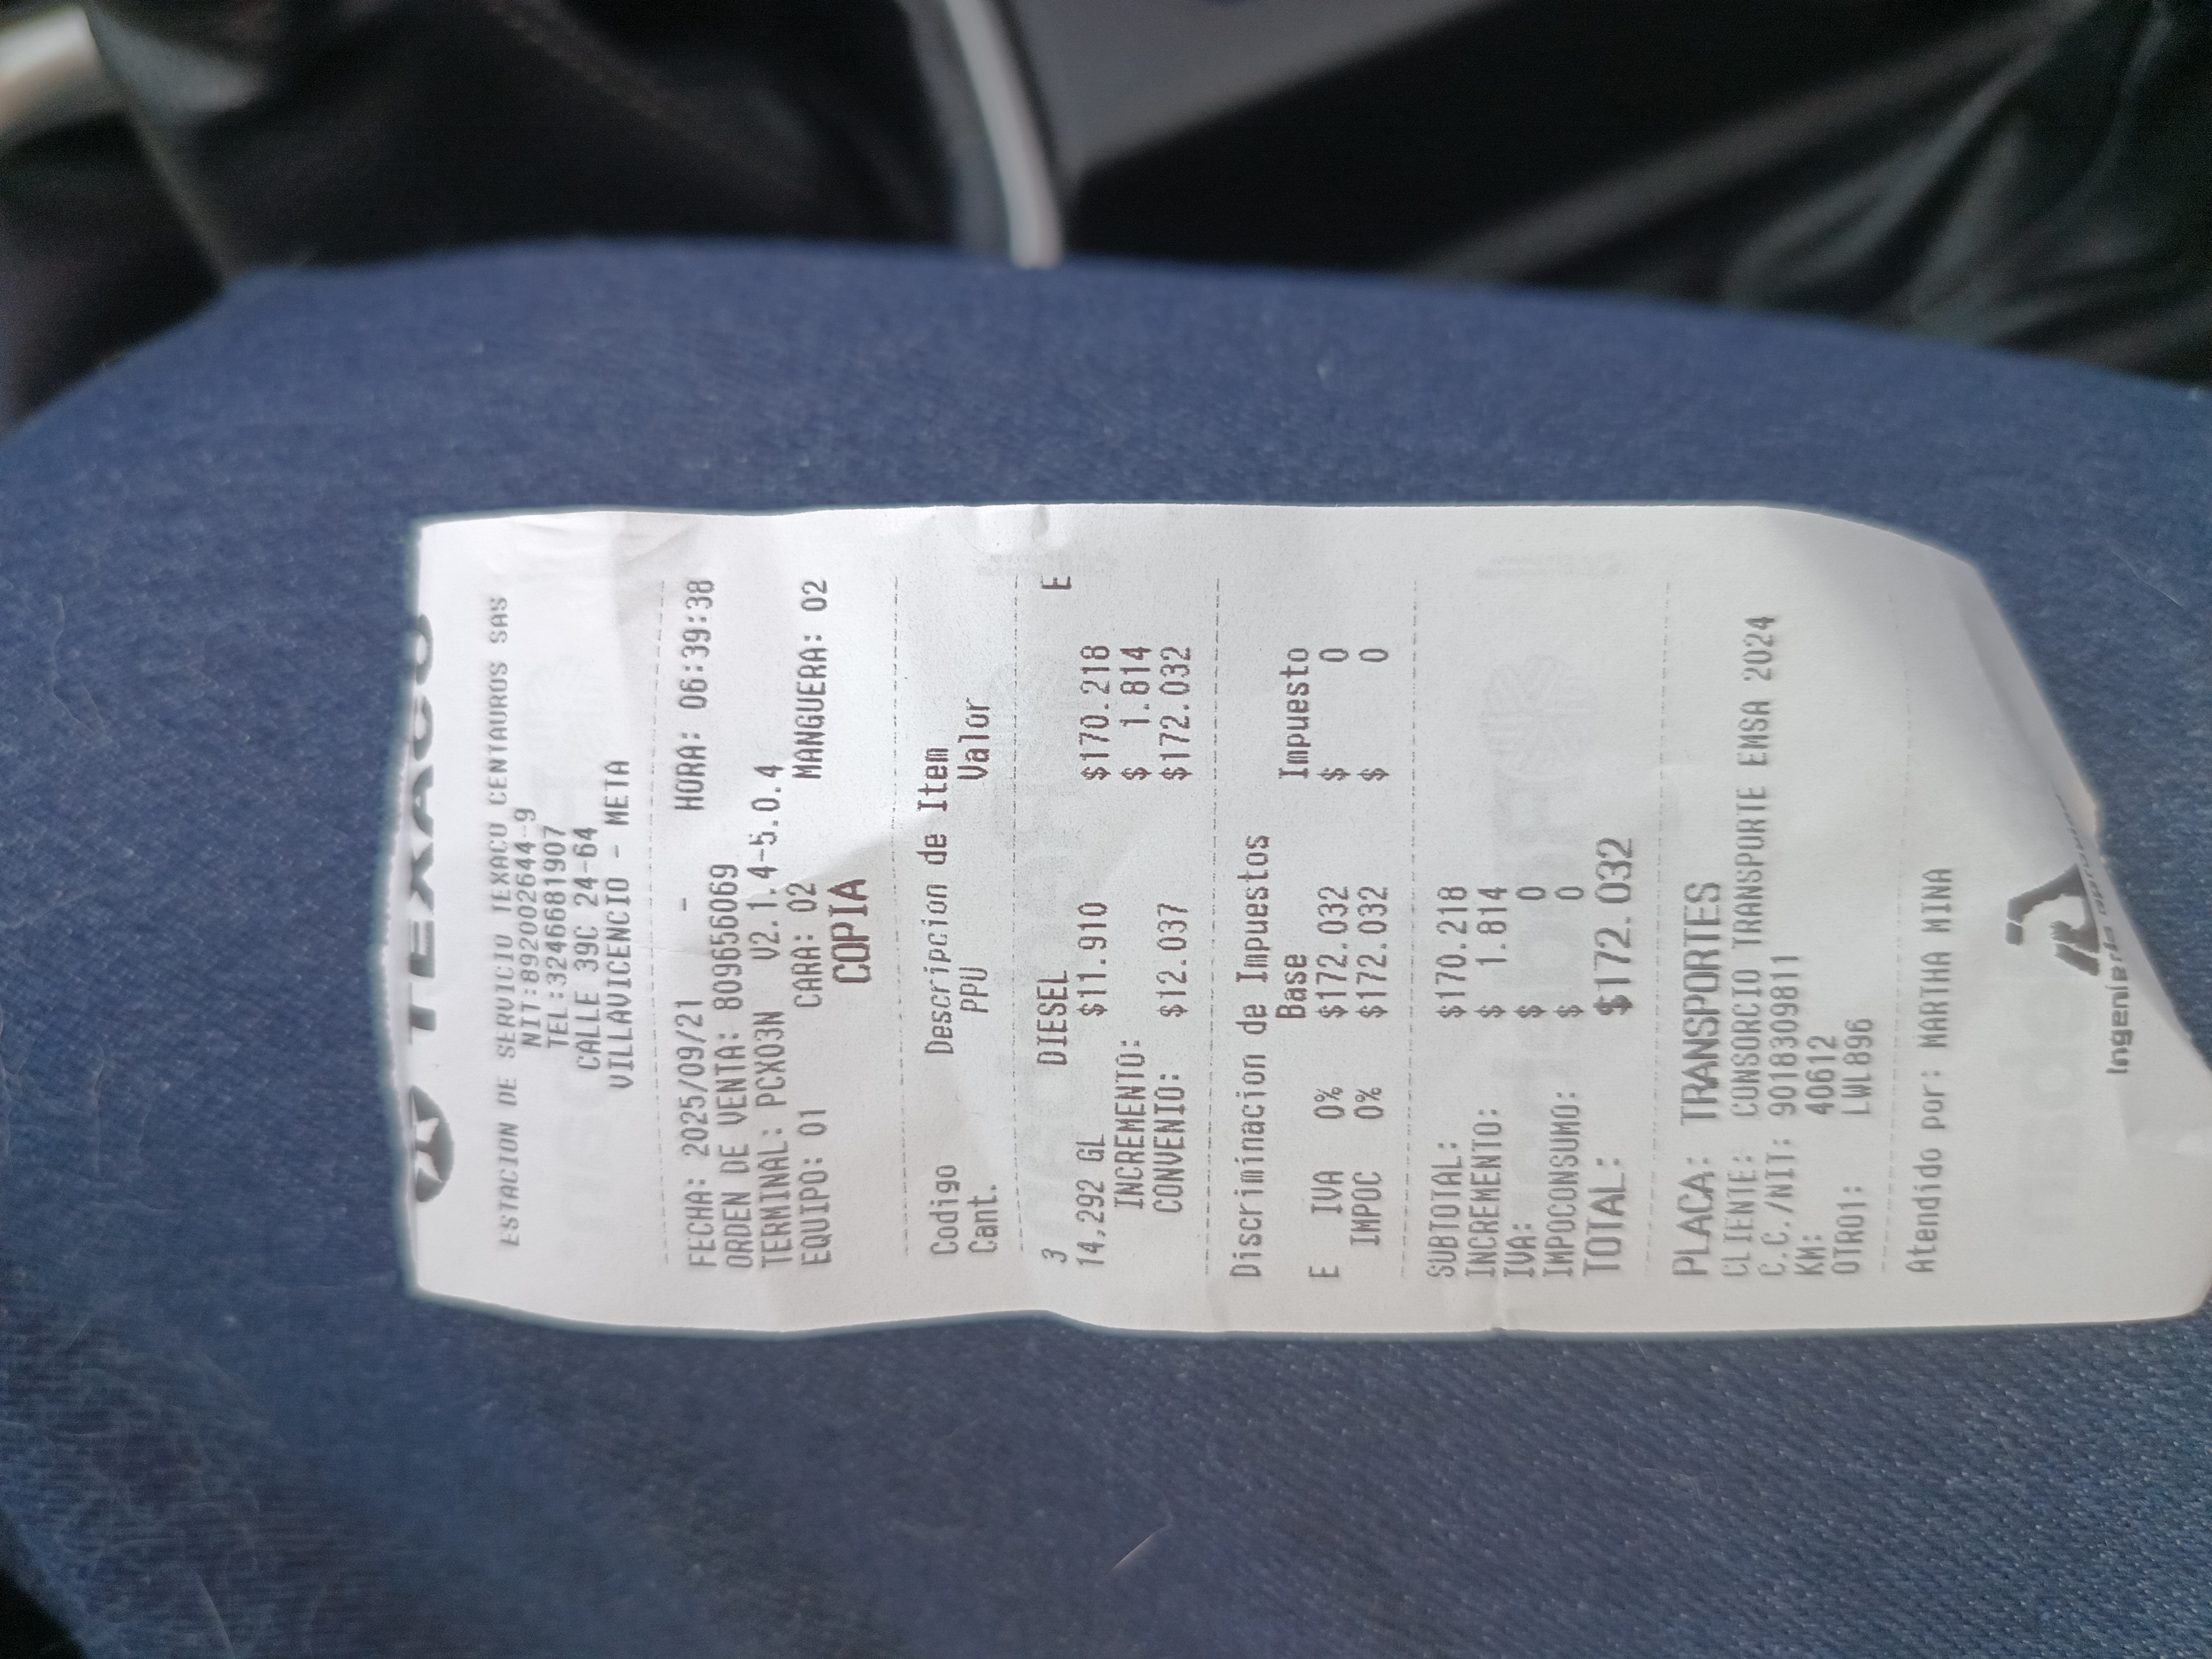 TEXACO
ESTACION DE SERVICIO TEXACO CENTAUROS SAS
NIT:892002644-9
TEL:3246681907
CALLE 39C 24-64
VILLAVICENCIO - META
FECHA: 2025/09/21 - HORA: 06:39:38
ORDEN DE VENTA: 809656069
TERMINAL: PCX03N V2.1.4-5.0.4
EQUIPO: 01 CARA: 02 MANGUERA: 02
COPIA
Codigo Descripcion de Item
Cant. PPU Valor
3 DIESEL E
14,292 GL $11.910 $170.218
INCREMENTO: $ 1.814
CONVENIO: $12.037 $172.032
Discriminacion de Impuestos
Base Impuesto
E IVA 0% $172.032 $ 0
IMPOC 0% $172.032 $ 0
SUBTOTAL: $170.218
INCREMENTO: $ 1.814
IVA: $ 0
IMPOCONSUMO: $ 0
TOTAL: $172.032
PLACA: TRANSPORTES
CLIENTE: CONSORCIO TRANSPORTE EMSA 2024
C.C./NIT: 9018309811
KM: 40612
OTRO1: LWL896
Atendido por: MARTHA MINA
Ingeniería